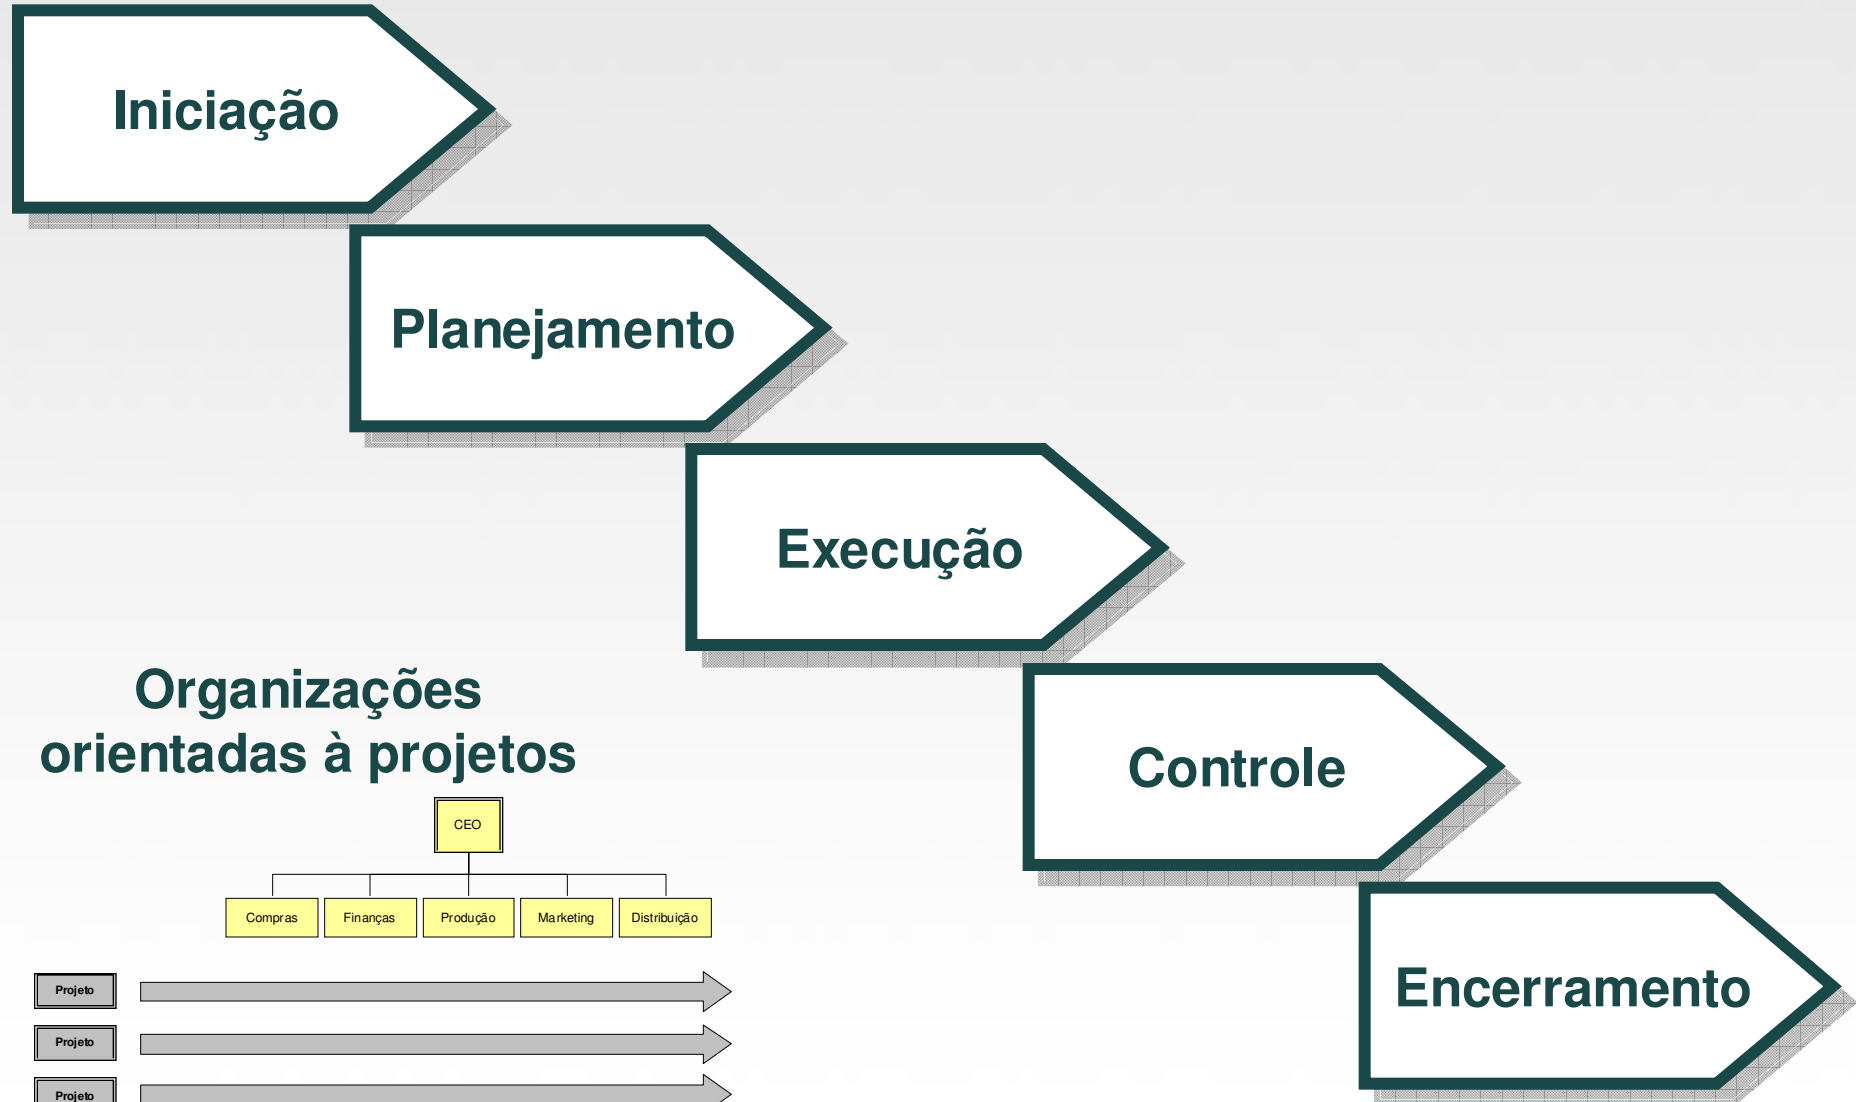 Iniciação
Planejamento
Execução
Controle
Encerramento
Organizações
orientadas à projetos
CEO
Compras
Finanças
Produção
Marketing
Distribuição
Projeto
Projeto
Projeto